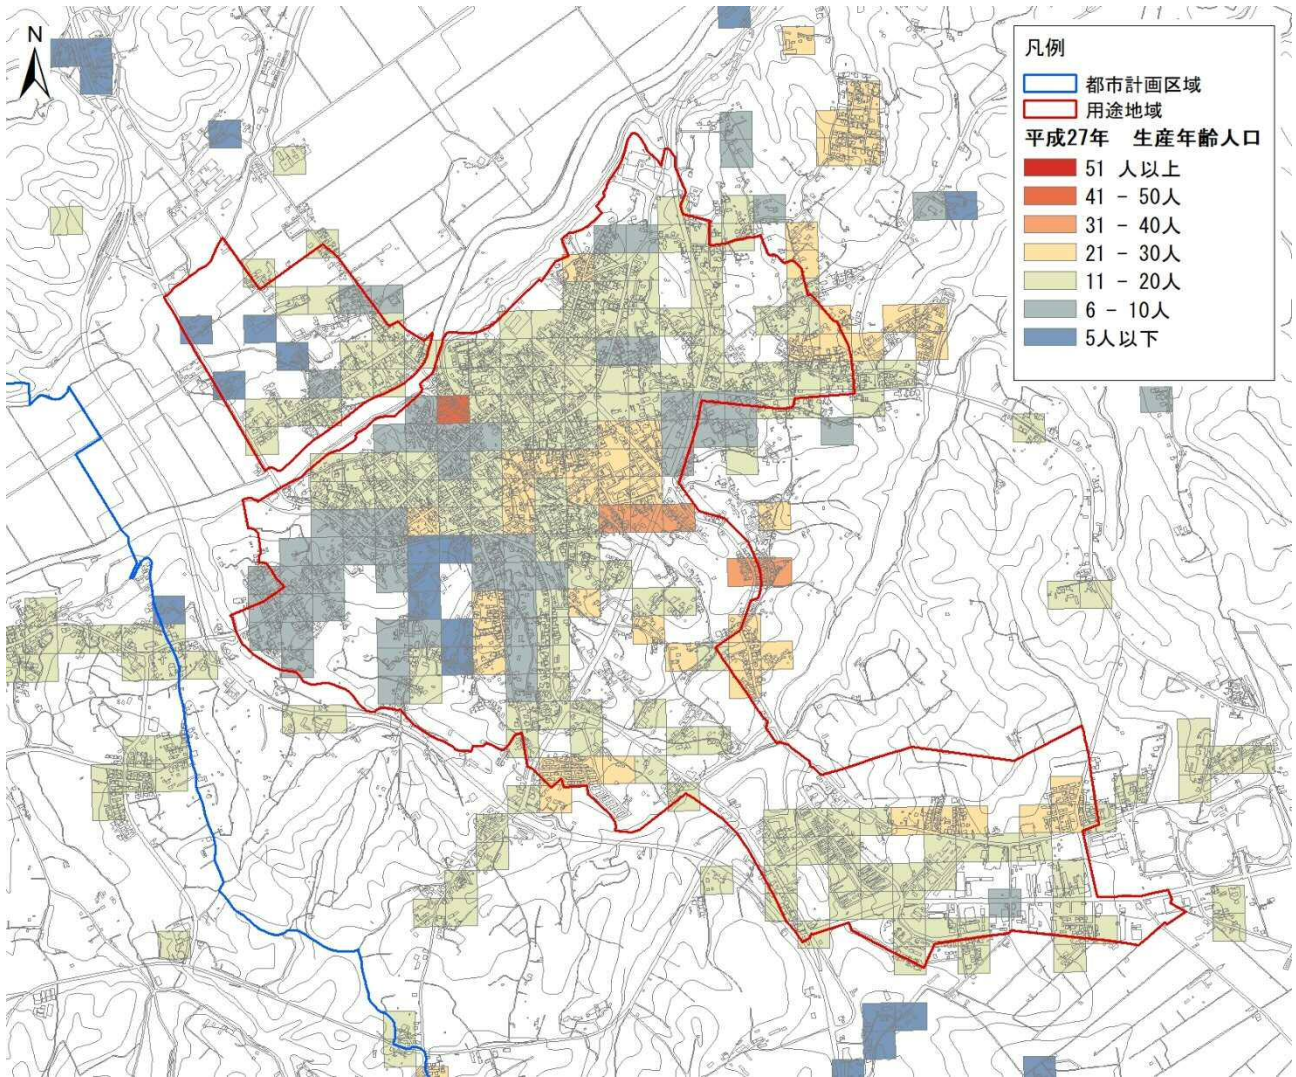 N
凡例
都市計画区域
用途地域
平成27年 生産年齢人口
51 人以上
41 - 50人
31 - 40人
21 - 30人
11 - 20人
6 - 10人
5人以下